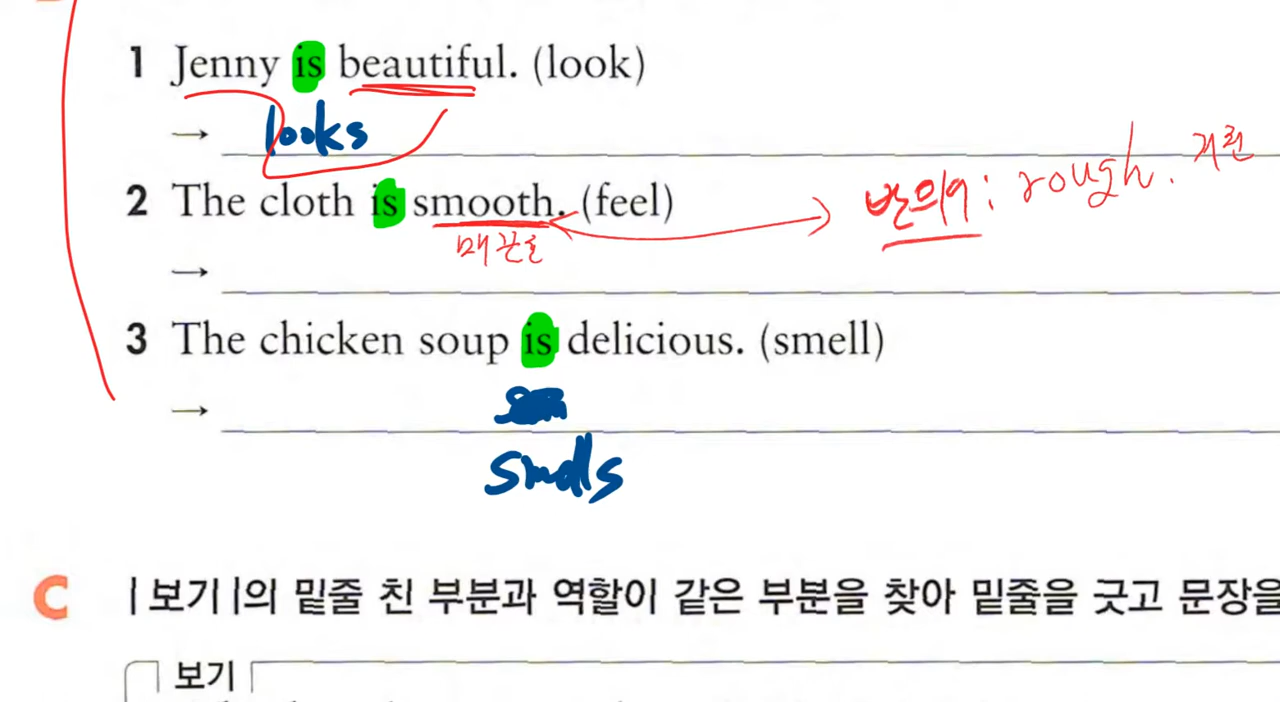 1 Jenny is beautiful. (look)
→ looks
2 The cloth is smooth. (feel)
반의어: rough. 거친
매끈한
→
3 The chicken soup is delicious. (smell)
→
smells
C |보기|의 밑줄 친 부분과 역할이 같은 부분을 찾아 밑줄을 긋고 문장을
보기